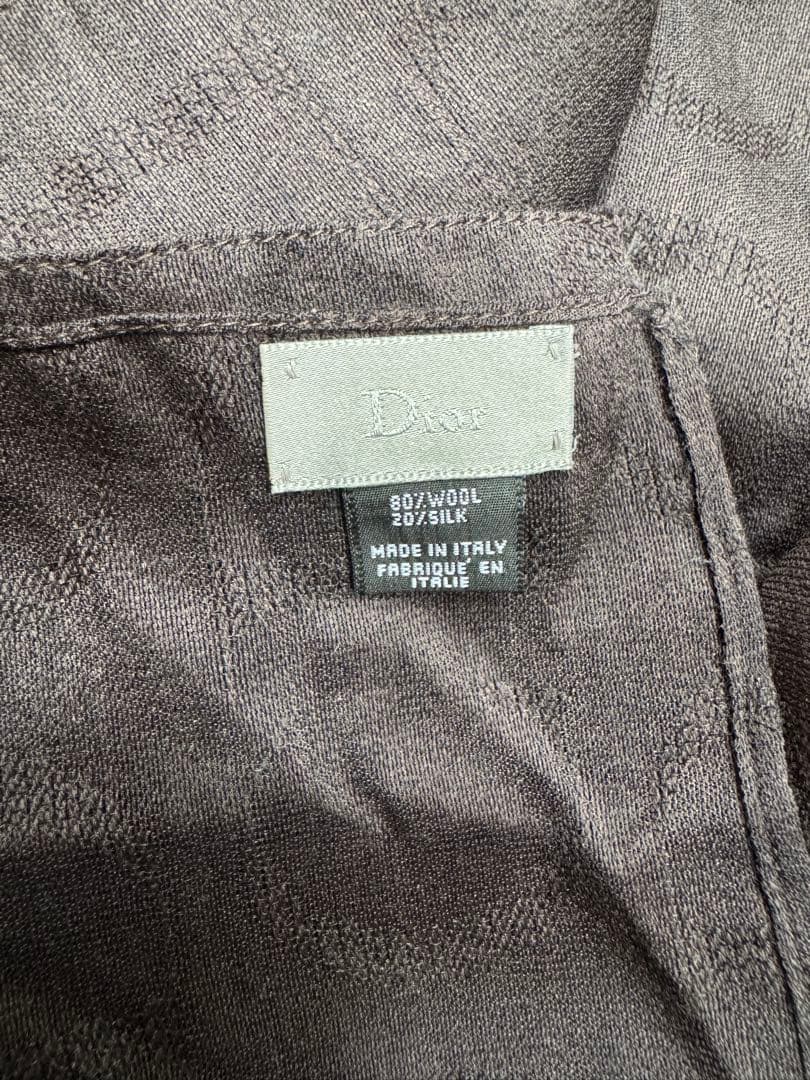 Dior
80% WOOL
20% SILK
MADE IN ITALY
FABRIQUÉ EN
ITALIE